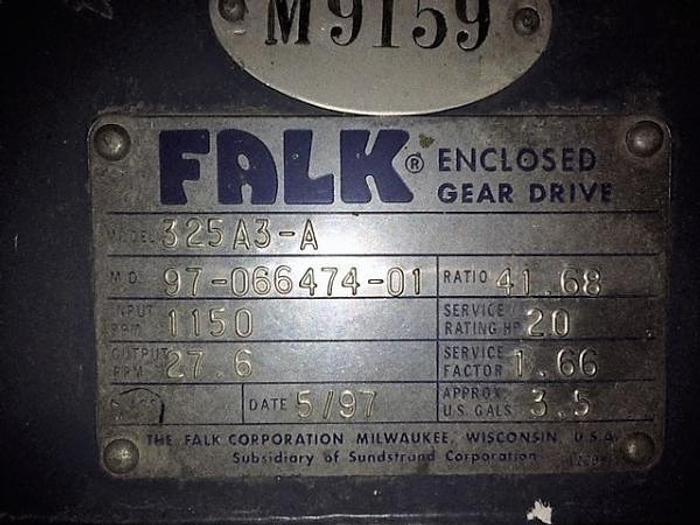 M9159
FALK® ENCLOSED GEAR DRIVE
MODEL 325A3-A
M.O. 97-066474-01 RATIO 41.68
INPUT RPM 1150 SERVICE RATING HP 20
OUTPUT RPM 27.6 SERVICE FACTOR 1.66
DATE 5/97 APPROX. U.S. GALS 3.5
THE FALK CORPORATION MILWAUKEE, WISCONSIN, U.S.A.
Subsidiary of Sundstrand Corporation